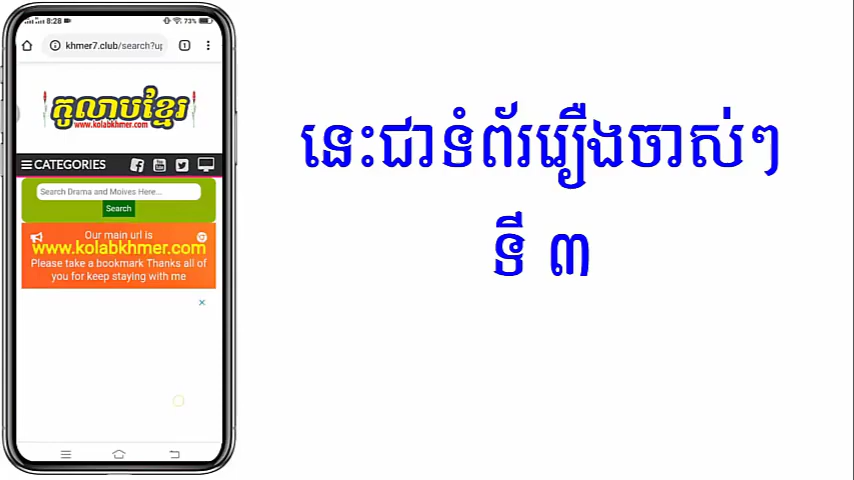 8:28
73%
khmer7.club/search?up
1
កូលាបខ្មែរ
www.kolabkhmer.com
CATEGORIES
Search Drama and Moives Here...
Search
Our main url is
www.kolabkhmer.com
Please take a bookmark Thanks all of
you for keep staying with me
នេះជាទំព័ររឿងចាស់ៗ
ទី ៣